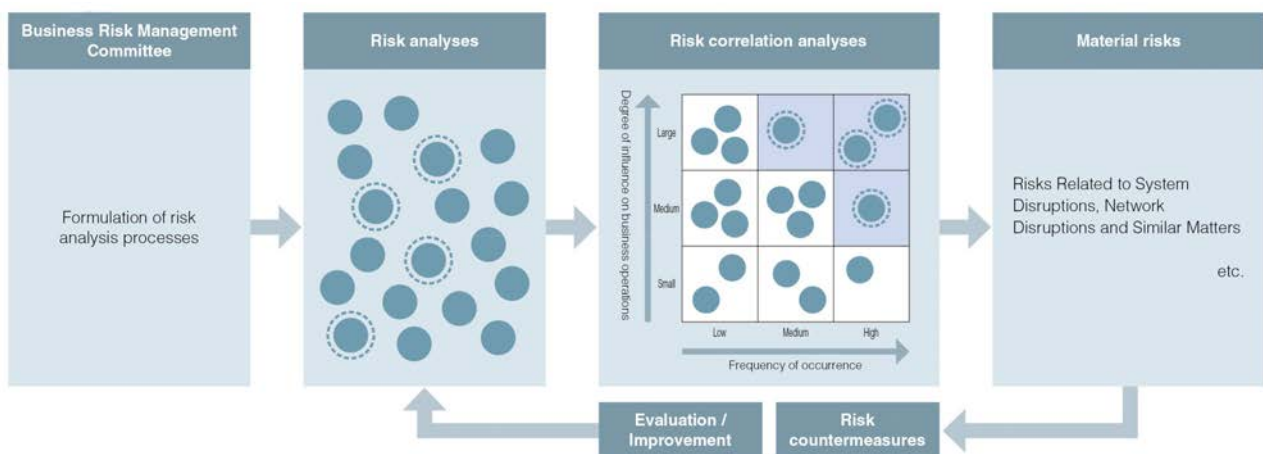 Business Risk Management
Committee
Risk analyses
Risk correlation analyses
Material risks
Formulation of risk
analysis processes
Degree of influence on business operations
Large
Medium
Small
Low
Medium
High
Frequency of occurrence
Risks Related to System
Disruptions, Network
Disruptions and Similar Matters
etc.
Evaluation /
Improvement
Risk
countermeasures